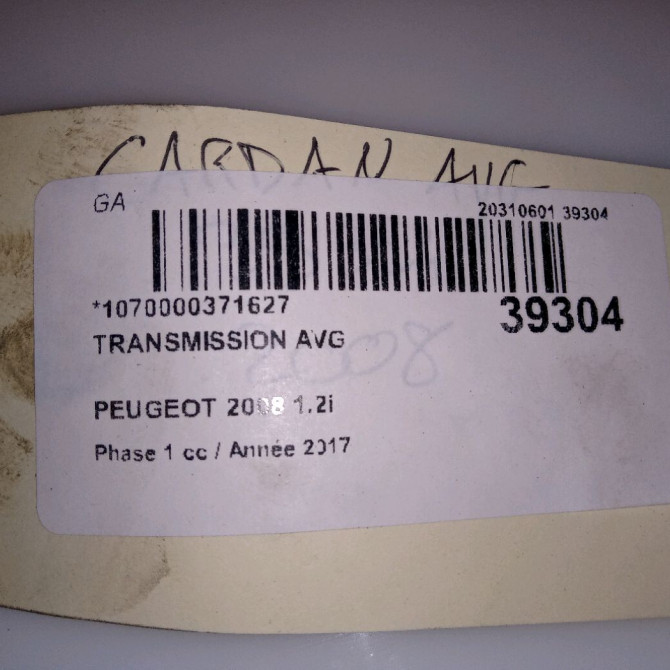 CARDAN AVG
GA
20310601 39304
*1070000371627
39304
TRANSMISSION AVG
2008
PEUGEOT 2008 1.2i
Phase 1 cc / Année 2017